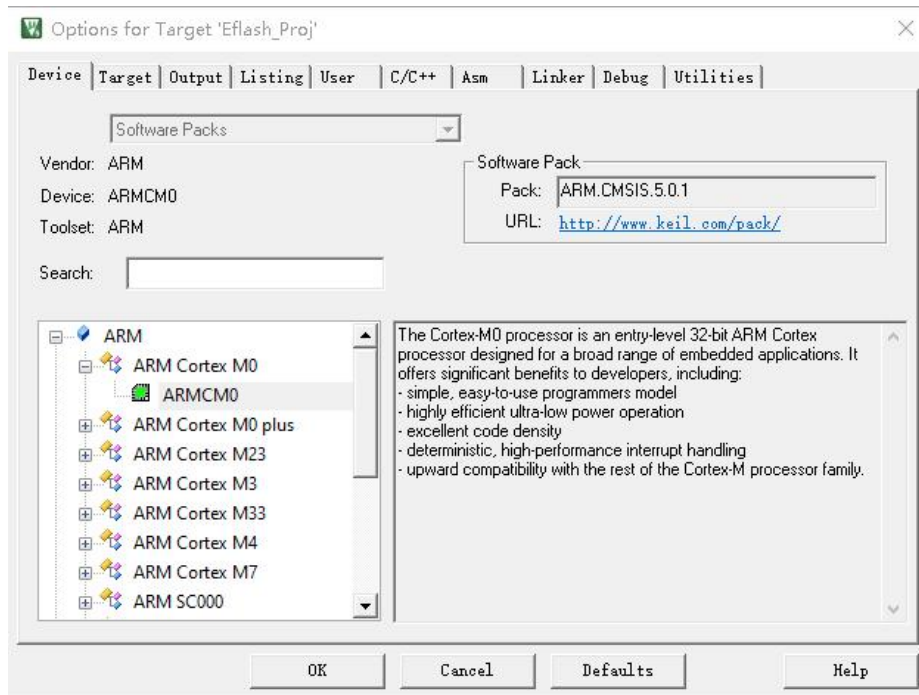 Options for Target 'Eflash_Proj'
Device Target Output Listing User C/C++ Asm Linker Debug Utilities
Software Packs
Vendor: ARM
Device: ARMCM0
Toolset: ARM
Software Pack
Pack: ARM.CMSIS.5.0.1
URL: http://www.keil.com/pack/
Search:
ARM
ARM Cortex M0
ARMCM0
ARM Cortex M0 plus
ARM Cortex M23
ARM Cortex M3
ARM Cortex M33
ARM Cortex M4
ARM Cortex M7
ARM SC000
The Cortex-M0 processor is an entry-level 32-bit ARM Cortex
processor designed for a broad range of embedded applications. It
offers significant benefits to developers, including:
- simple, easy-to-use programmers model
- highly efficient ultra-low power operation
- excellent code density
- deterministic, high-performance interrupt handling
- upward compatibility with the rest of the Cortex-M processor family.
OK Cancel Defaults Help